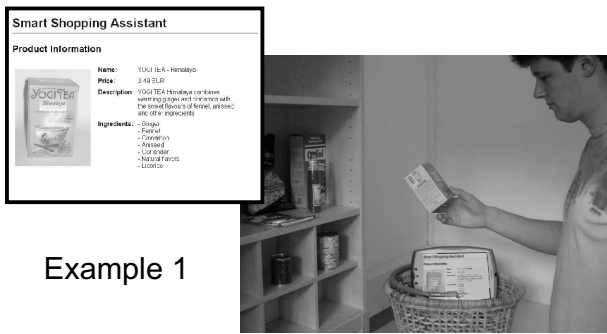 Smart Shopping Assistant
Product Information
YOGI TEA
Himalaya
Name: YOGI TEA - Himalaya
Price: 3.49 EUR
Description: YOGI TEA Himalaya combines
warming ginger and cinnamon with
the sweet flavours of fennel, aniseed
and other ingredients
Ingredients: - Ginger
- Fennel
- Cinnamon
- Aniseed
- Coriander
- Natural flavors
- Licorice
Smart Shopping Assistant
Product Information
Example 1